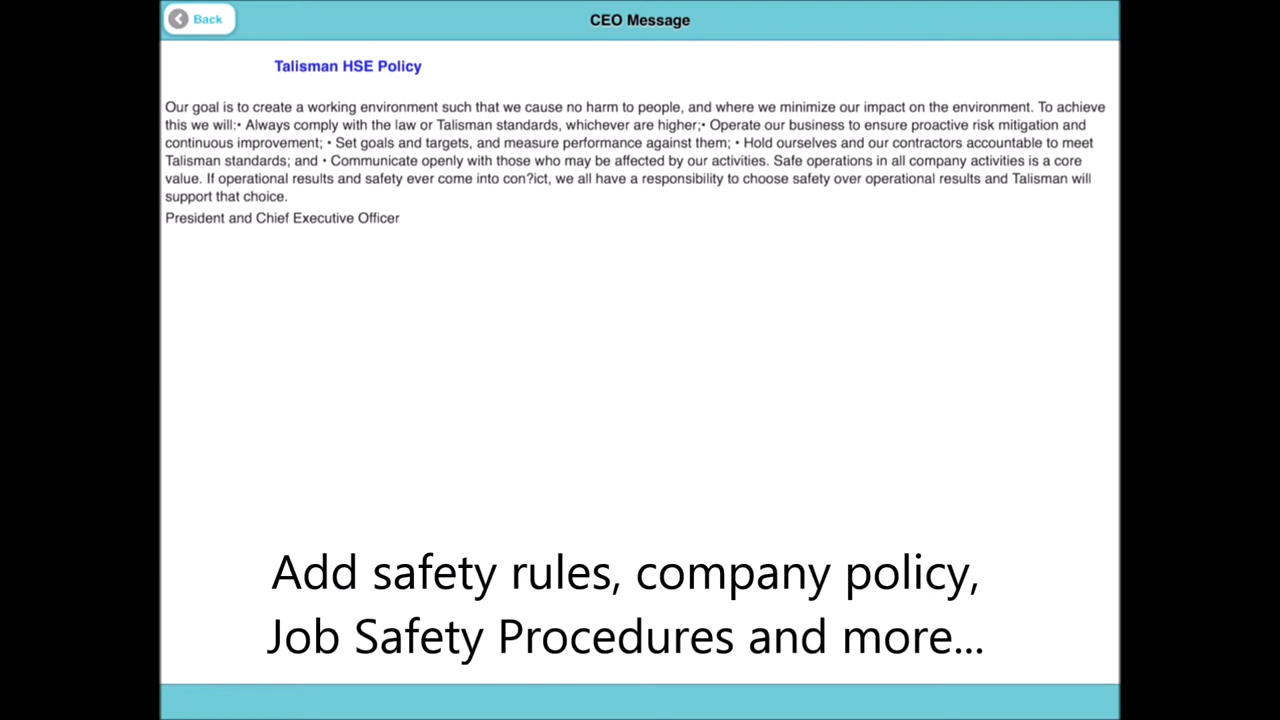 Back
CEO Message
Talisman HSE Policy
Our goal is to create a working environment such that we cause no harm to people, and where we minimize our impact on the environment. To achieve
this we will:• Always comply with the law or Talisman standards, whichever are higher;• Operate our business to ensure proactive risk mitigation and
continuous improvement; • Set goals and targets, and measure performance against them; • Hold ourselves and our contractors accountable to meet
Talisman standards; and • Communicate openly with those who may be affected by our activities. Safe operations in all company activities is a core
value. If operational results and safety ever come into con?ict, we all have a responsibility to choose safety over operational results and Talisman will
support that choice.
President and Chief Executive Officer
Add safety rules, company policy,
Job Safety Procedures and more...